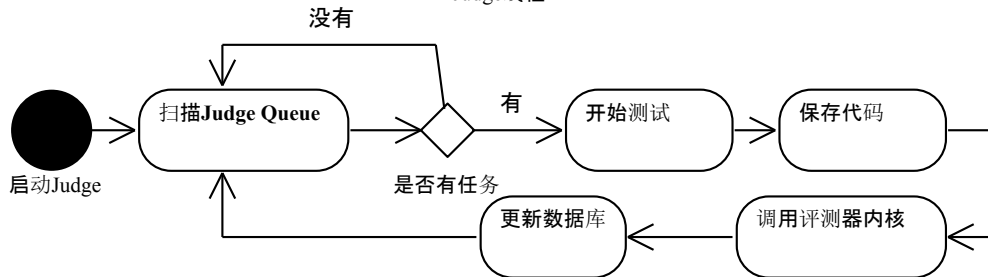 没有
扫描Judge Queue
有
开始测试
保存代码
启动Judge
是否有任务
更新数据库
调用评测器内核